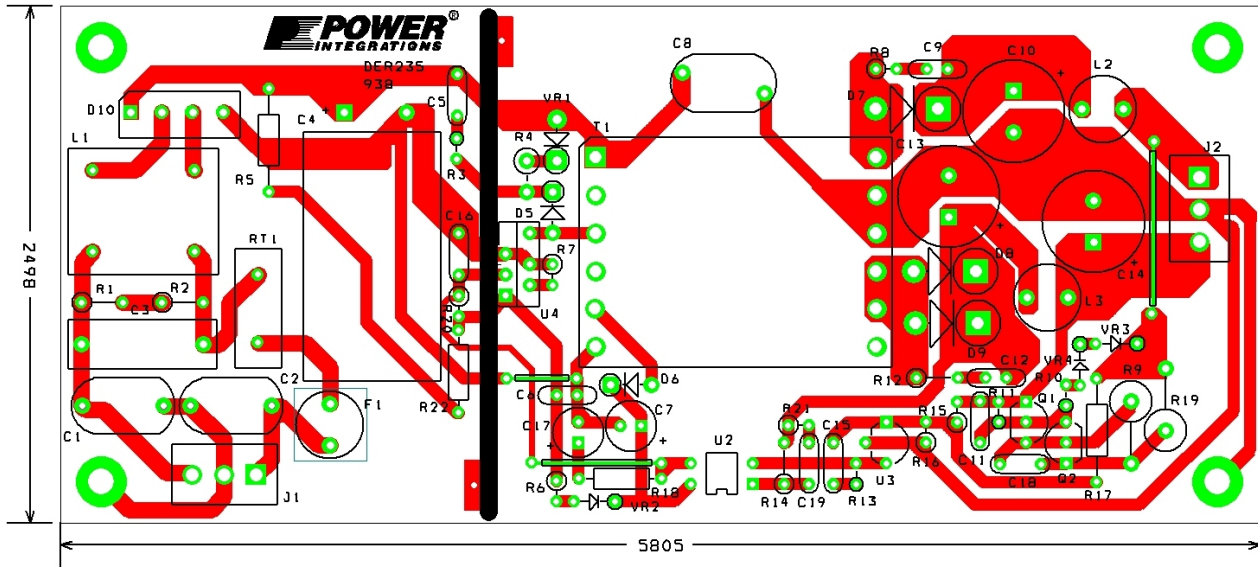 POWER®
INTEGRATIONS
DER235
938
D10
L1
C4
C5
R3
R5
RT1
C16
R1
R2
C3
R20
R22
C1
C2
F1
J1
VR1
R4
T1
D5
R7
U4
C8
R8
C9
C10
L2
D7
C13
J2
D8
C14
L3
D9
VR3
VR4
D6
C6
C7
C17
R12
C12
R10
R9
R11
Q1
R19
R21
C15
R15
U2
R6
R18
VR2
R14
C19
R13
U3
R16
C11
C18
Q2
R17
2498
5805